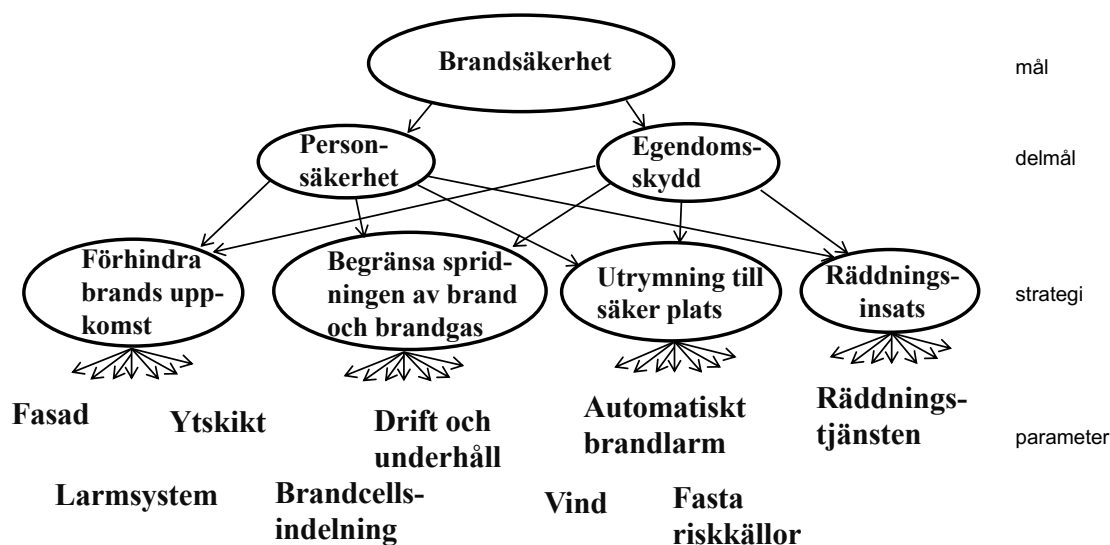 Brandsäkerhet
mål
Person-
säkerhet
Egendoms-
skydd
delmål
Förhindra
brands upp-
komst
Begränsa sprid-
ningen av brand
och brandgas
Utrymning till
säker plats
Räddnings-
insats
strategi
Fasad
Ytskikt
Drift och
underhåll
Automatiskt
brandlarm
Räddnings-
tjänsten
parameter
Larmsystem
Brandcells-
indelning
Vind
Fasta
riskkällor